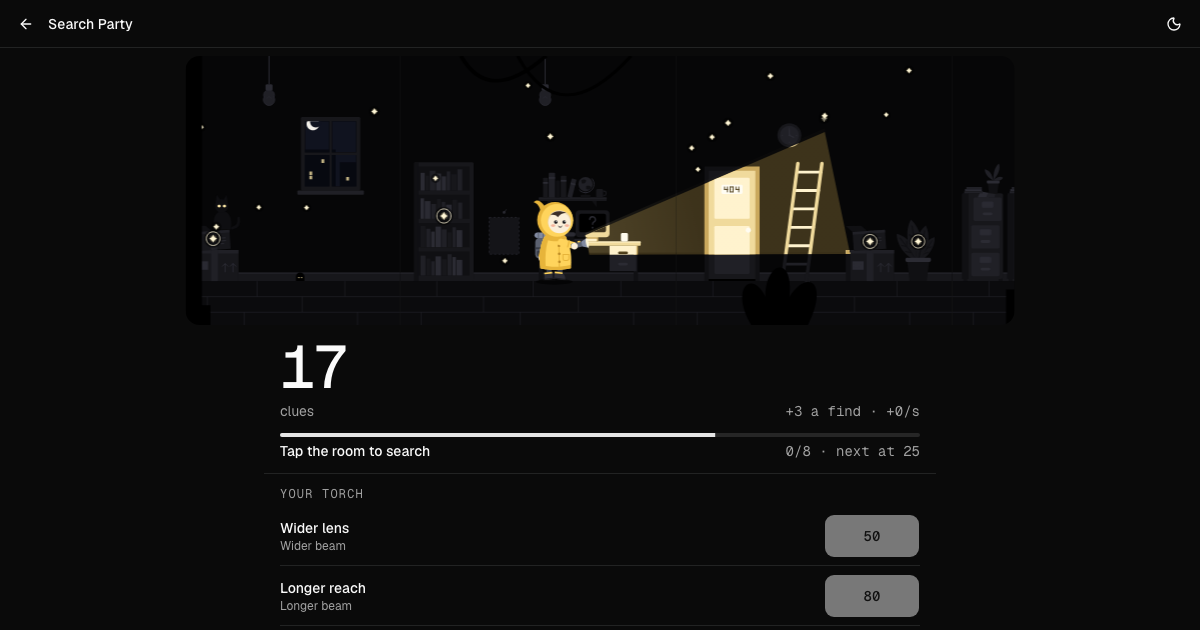 Search Party
404
?
17
clues
+3 a find · +0/s
Tap the room to search
0/8 · next at 25
YOUR TORCH
Wider lens
Wider beam
50
Longer reach
Longer beam
80